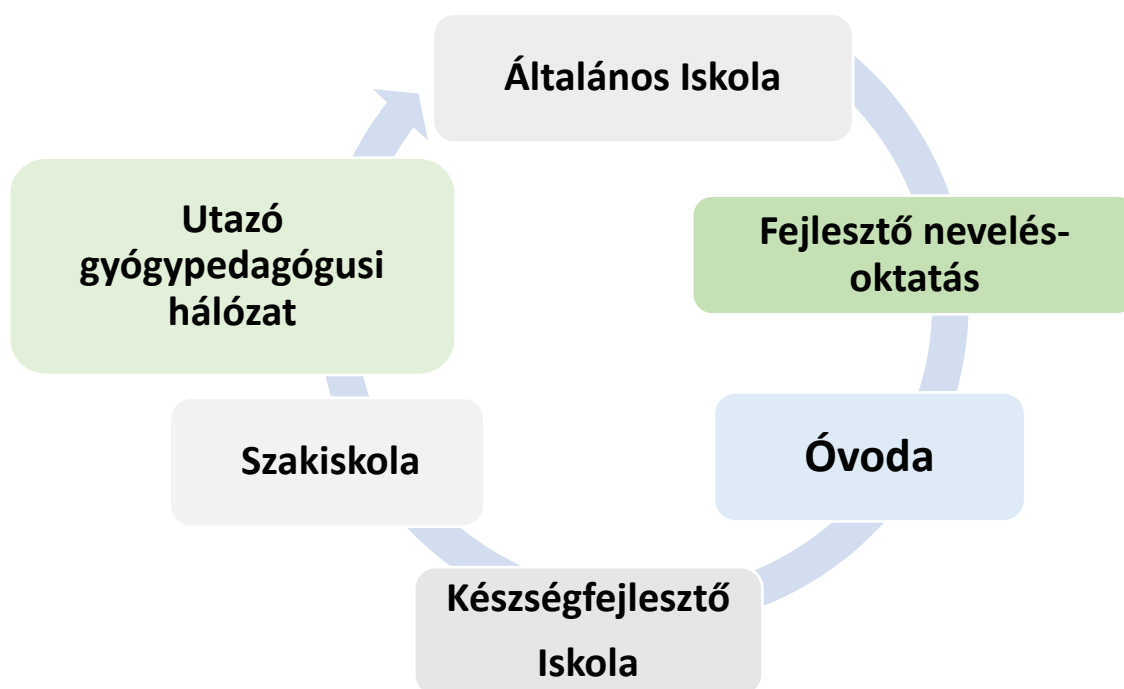 Általános Iskola
Fejlesztő nevelés-
oktatás
Óvoda
Készségfejlesztő
Iskola
Szakiskola
Utazó
gyógypedagógusi
hálózat